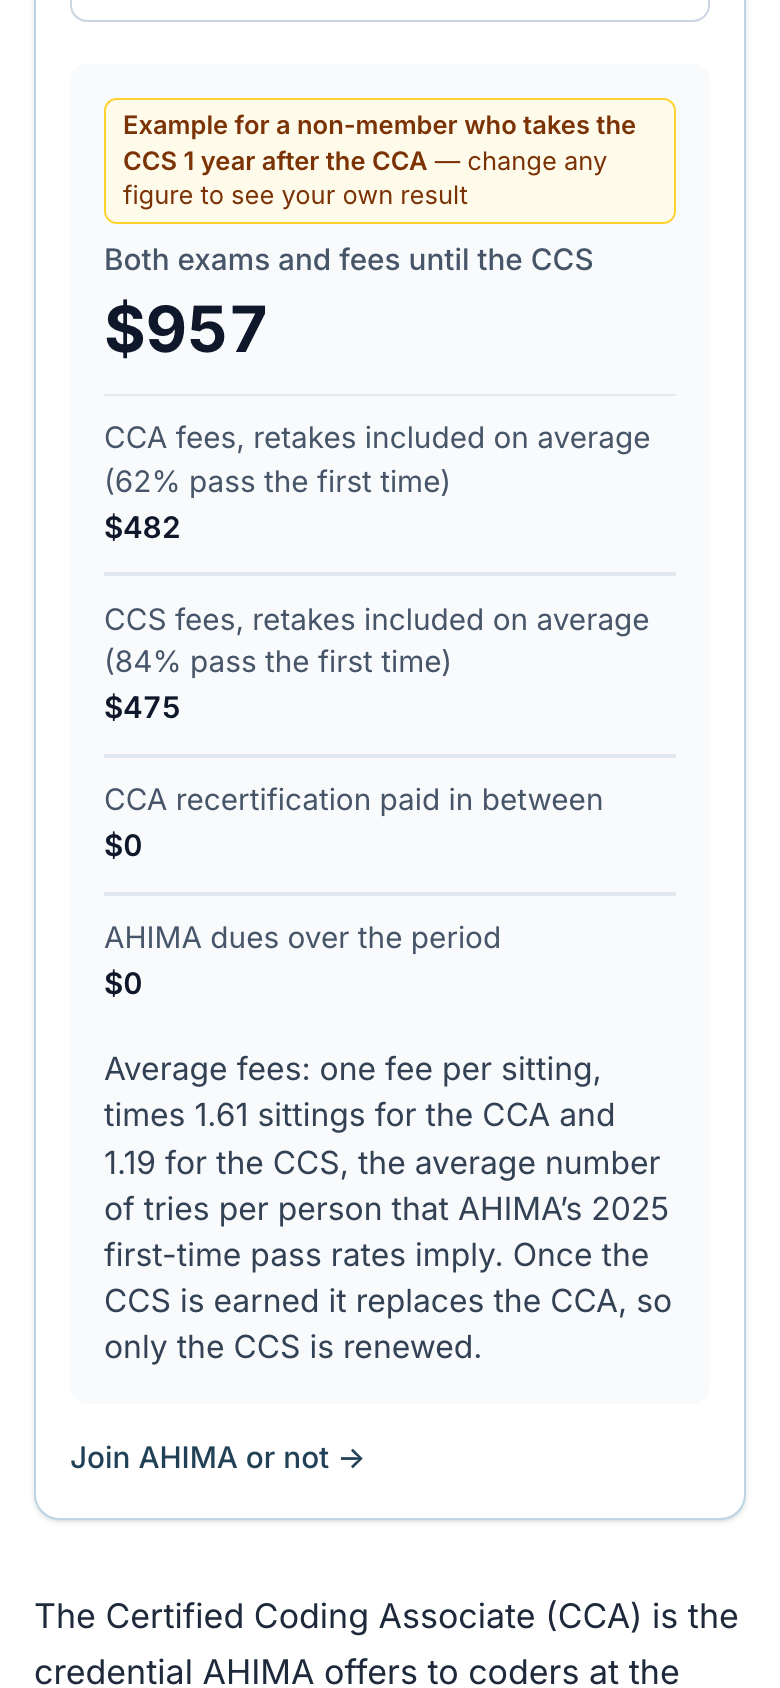 Example for a non-member who takes the
CCS 1 year after the CCA — change any
figure to see your own result
Both exams and fees until the CCS
$957
CCA fees, retakes included on average
(62% pass the first time)
$482
CCS fees, retakes included on average
(84% pass the first time)
$475
CCA recertification paid in between
$0
AHIMA dues over the period
$0
Average fees: one fee per sitting,
times 1.61 sittings for the CCA and
1.19 for the CCS, the average number
of tries per person that AHIMA’s 2025
first-time pass rates imply. Once the
CCS is earned it replaces the CCA, so
only the CCS is renewed.
Join AHIMA or not →
The Certified Coding Associate (CCA) is the
credential AHIMA offers to coders at the